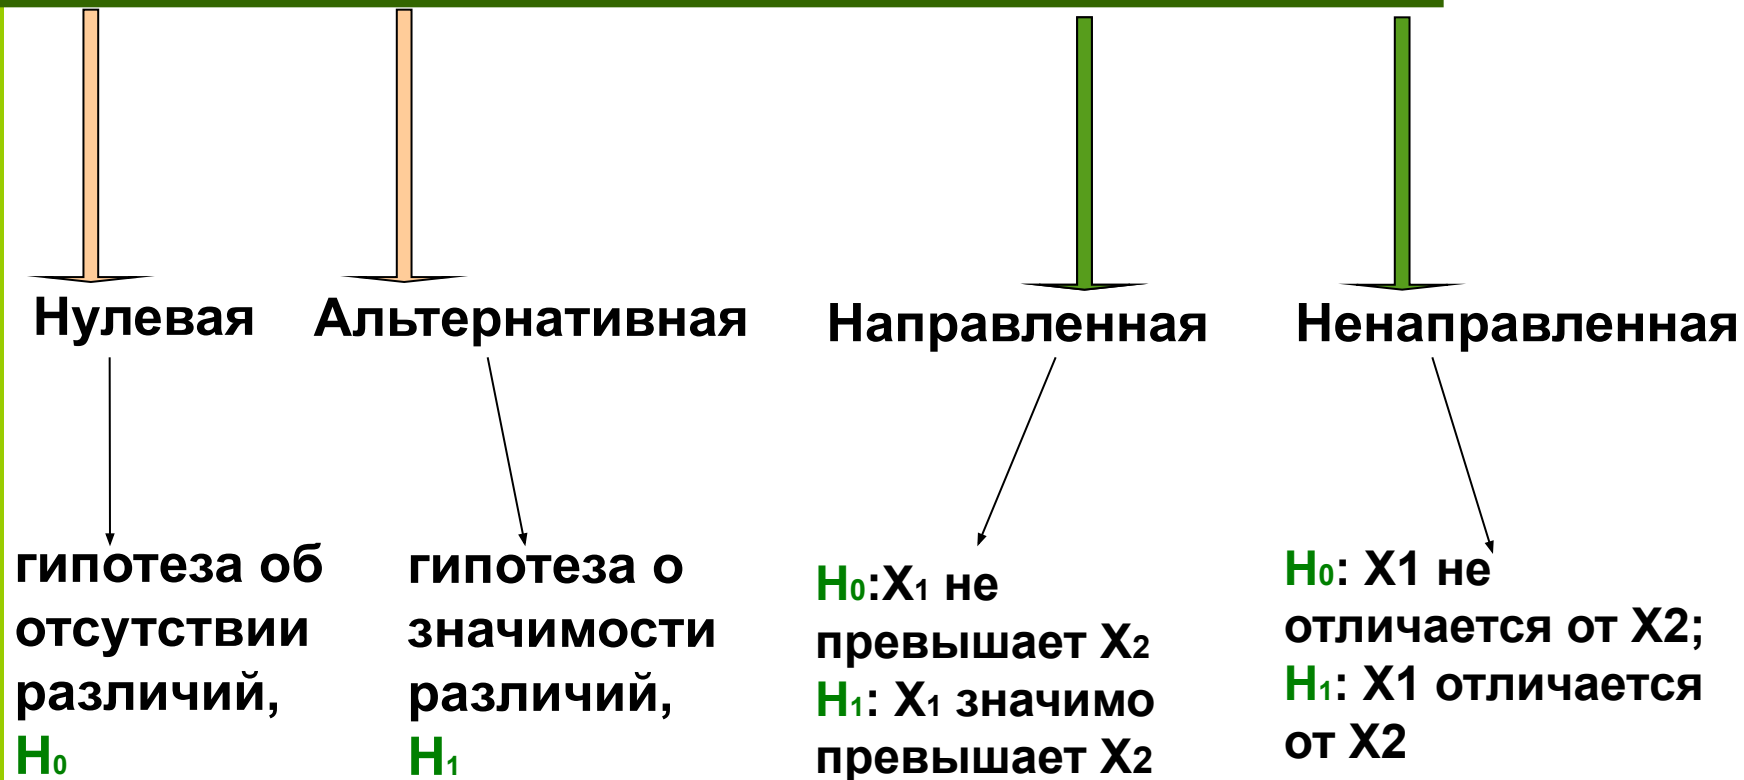 Нулевая
Альтернативная
Направленная
Ненаправленная
гипотеза об
отсутствии
различий,
H₀
гипотеза о
значимости
различий,
H₁
H₀:X₁ не
превышает X₂
H₁: X₁ значимо
превышает X₂
H₀: X1 не
отличается от X2;
H₁: X1 отличается
от X2